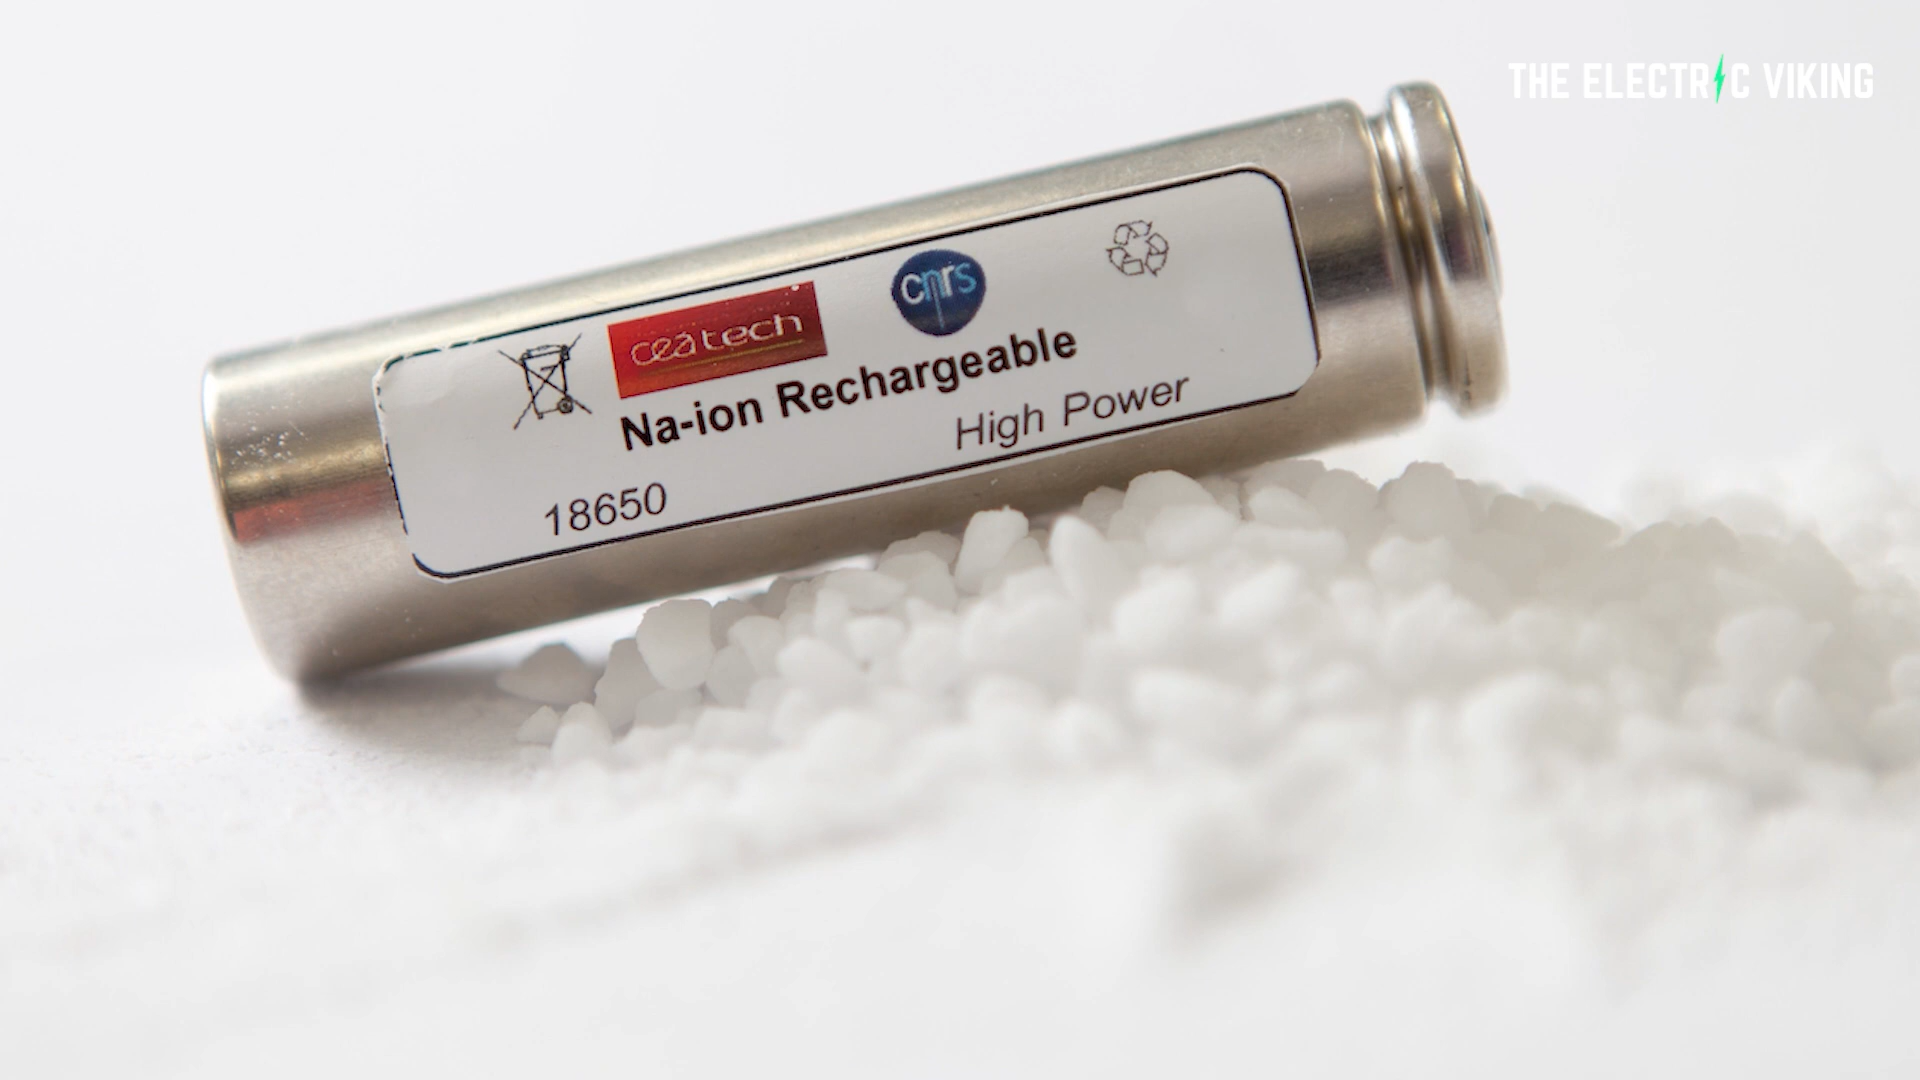 THE ELECTRIC VIKING
ceatech
cnrs
Na-ion Rechargeable
High Power
18650